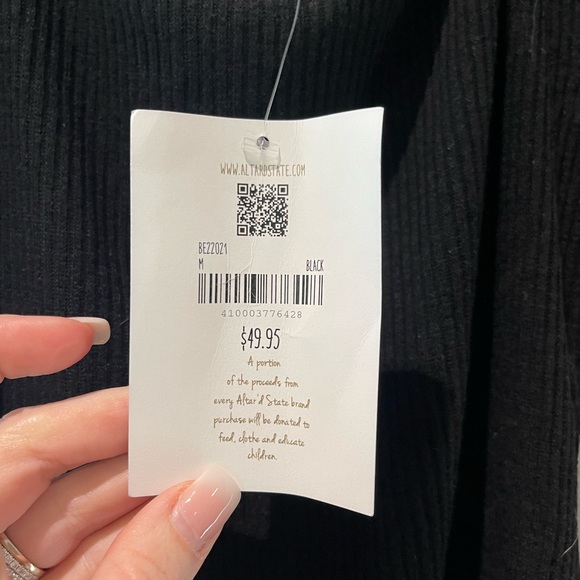 WWW.ALTARDSTATE.COM
BE22021
M BLACK
410003776428
$49.95
A portion
of the proceeds from
every Altar'd State brand
purchase will be donated to
feed, clothe and educate
children.